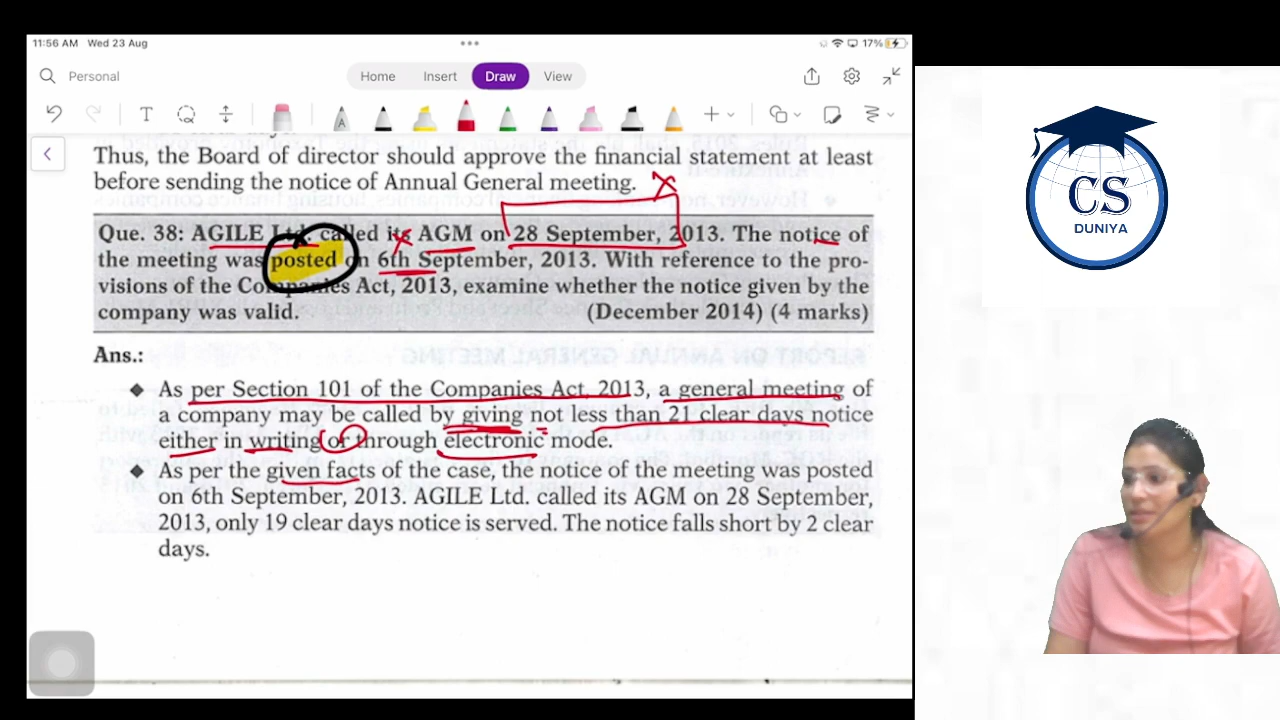 11:56 AM Wed 23 Aug
17%
Personal
Home Insert Draw View
Thus, the Board of director should approve the financial statement at least
before sending the notice of Annual General meeting.
Que. 38: AGILE Ltd. called its AGM on 28 September, 2013. The notice of
the meeting was posted on 6th September, 2013. With reference to the pro-
visions of the Companies Act, 2013, examine whether the notice given by the
company was valid. (December 2014) (4 marks)
Ans.:
◆ As per Section 101 of the Companies Act, 2013, a general meeting of
a company may be called by giving not less than 21 clear days notice
either in writing or through electronic mode.
◆ As per the given facts of the case, the notice of the meeting was posted
on 6th September, 2013. AGILE Ltd. called its AGM on 28 September,
2013, only 19 clear days notice is served. The notice falls short by 2 clear
days.
CS
DUNIYA